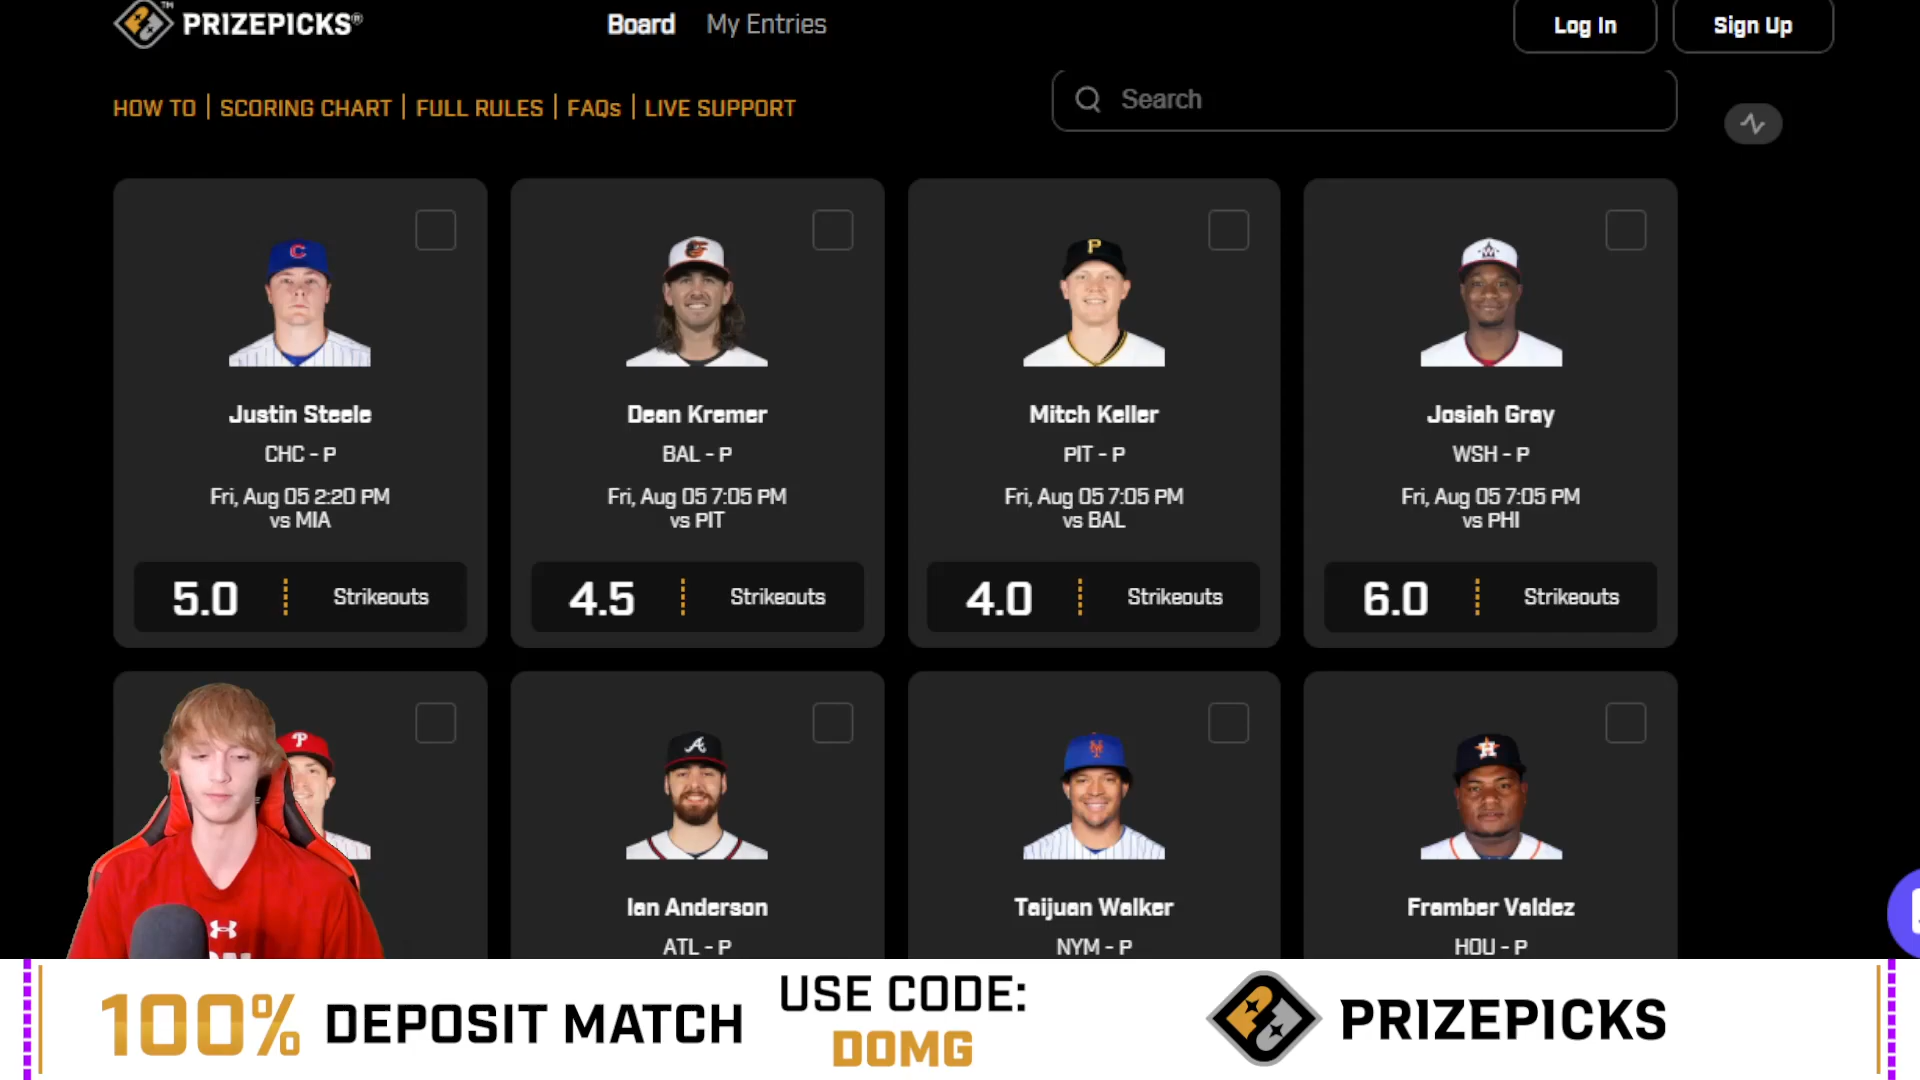 PRIZEPICKS®
Board
My Entries
Log In
Sign Up
HOW TO | SCORING CHART | FULL RULES | FAQs | LIVE SUPPORT
Search
Justin Steele
CHC - P
Fri, Aug 05 2:20 PM
vs MIA
5.0
Strikeouts
Dean Kremer
BAL - P
Fri, Aug 05 7:05 PM
vs PIT
4.5
Strikeouts
Mitch Keller
PIT - P
Fri, Aug 05 7:05 PM
vs BAL
4.0
Strikeouts
Josiah Gray
WSH - P
Fri, Aug 05 7:05 PM
vs PHI
6.0
Strikeouts
Ian Anderson
ATL - P
Taijuan Walker
NYM - P
Framber Valdez
HOU - P
100% DEPOSIT MATCH
USE CODE:
DOMG
PRIZEPICKS